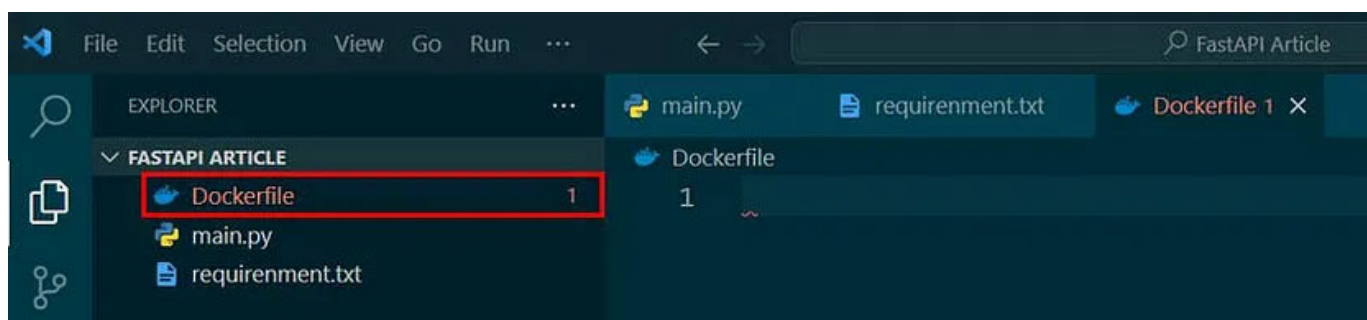 File Edit Selection View Go Run ... FastAPI Article
EXPLORER ... main.py requirenment.txt Dockerfile 1
FASTAPI ARTICLE Dockerfile
Dockerfile 1 1
main.py
requirenment.txt